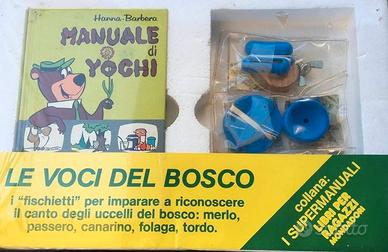 Hanna-Barbera
MANUALE
di
YOGHI
LE VOCI DEL BOSCO
i "fischietti" per imparare a riconoscere
il canto degli uccelli del bosco: merlo,
passero, canarino, folaga, tordo.
collana:
SUPERMANUALI
LIBRI PER
RAGAZZI
MONDADORI
subito